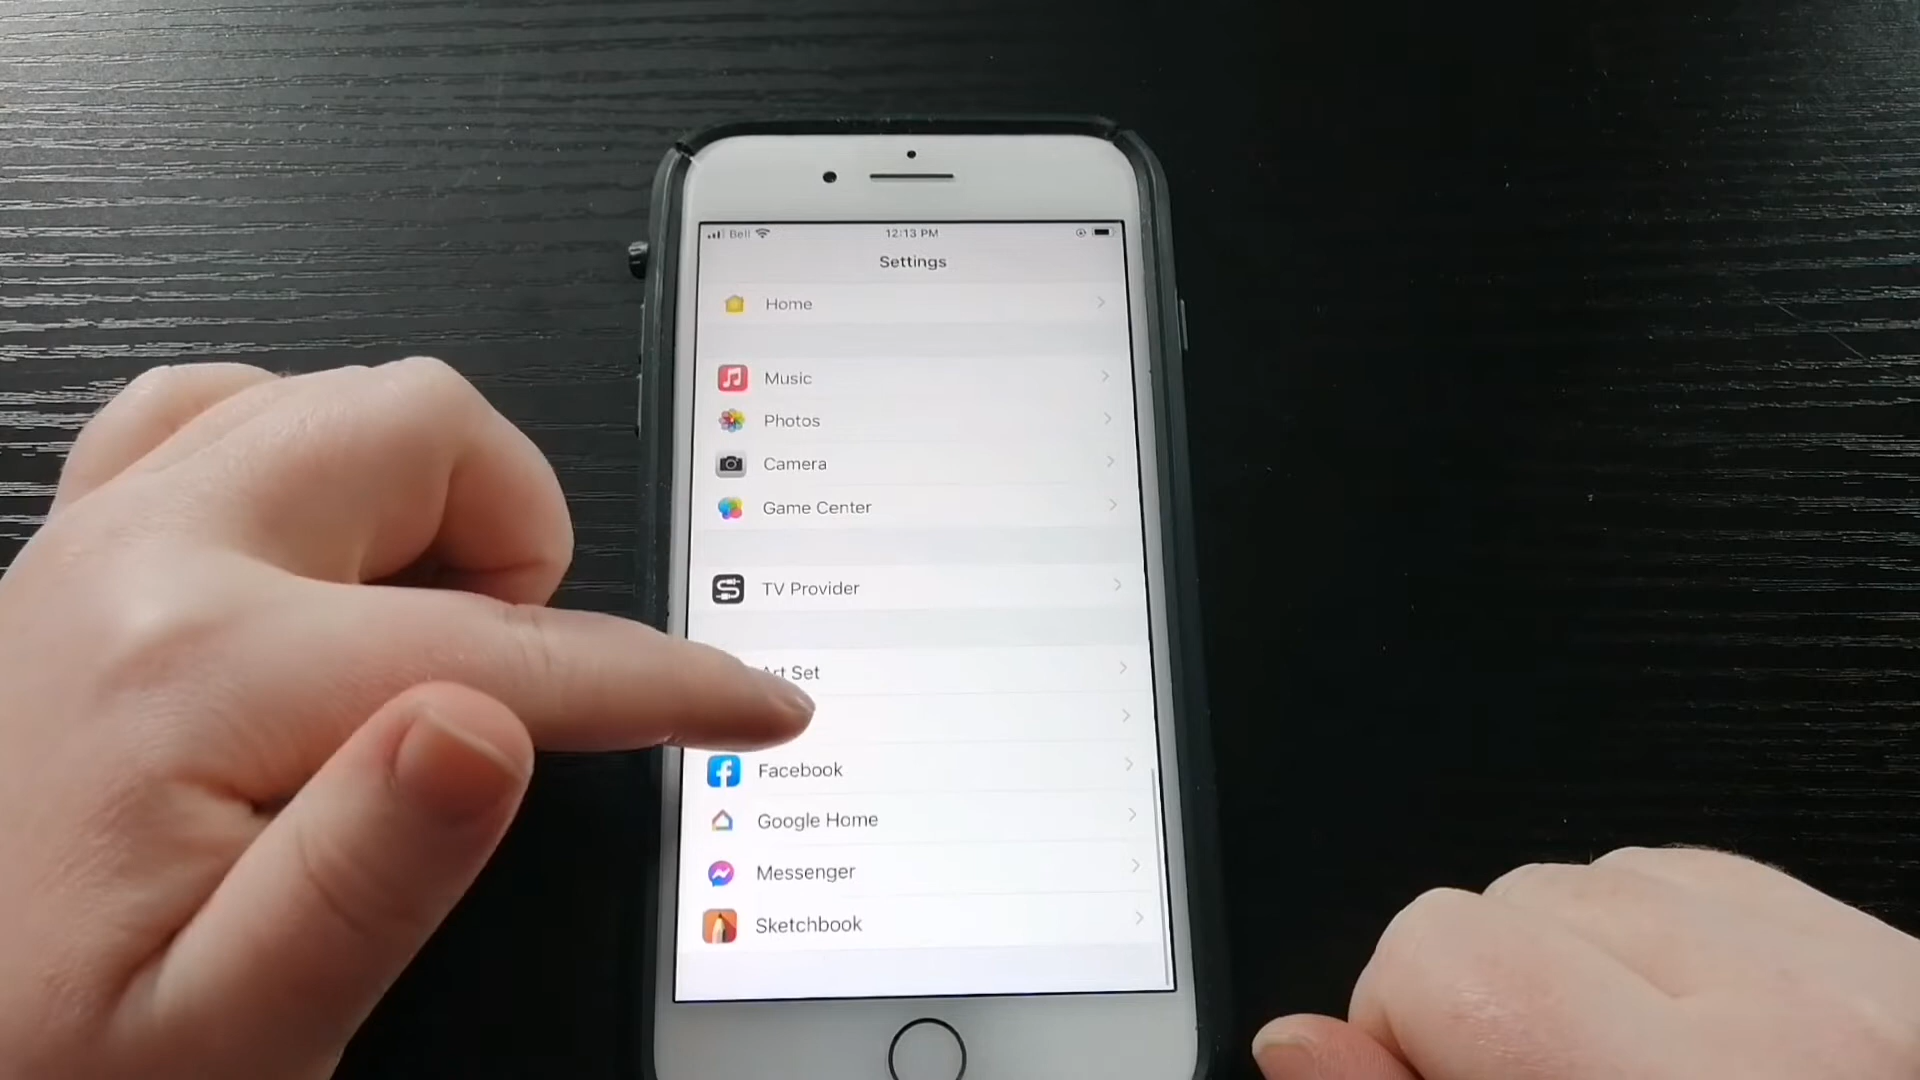 Bell 12:13 PM
Settings
Home
Music
Photos
Camera
Game Center
TV Provider
Art Set
Facebook
Google Home
Messenger
Sketchbook